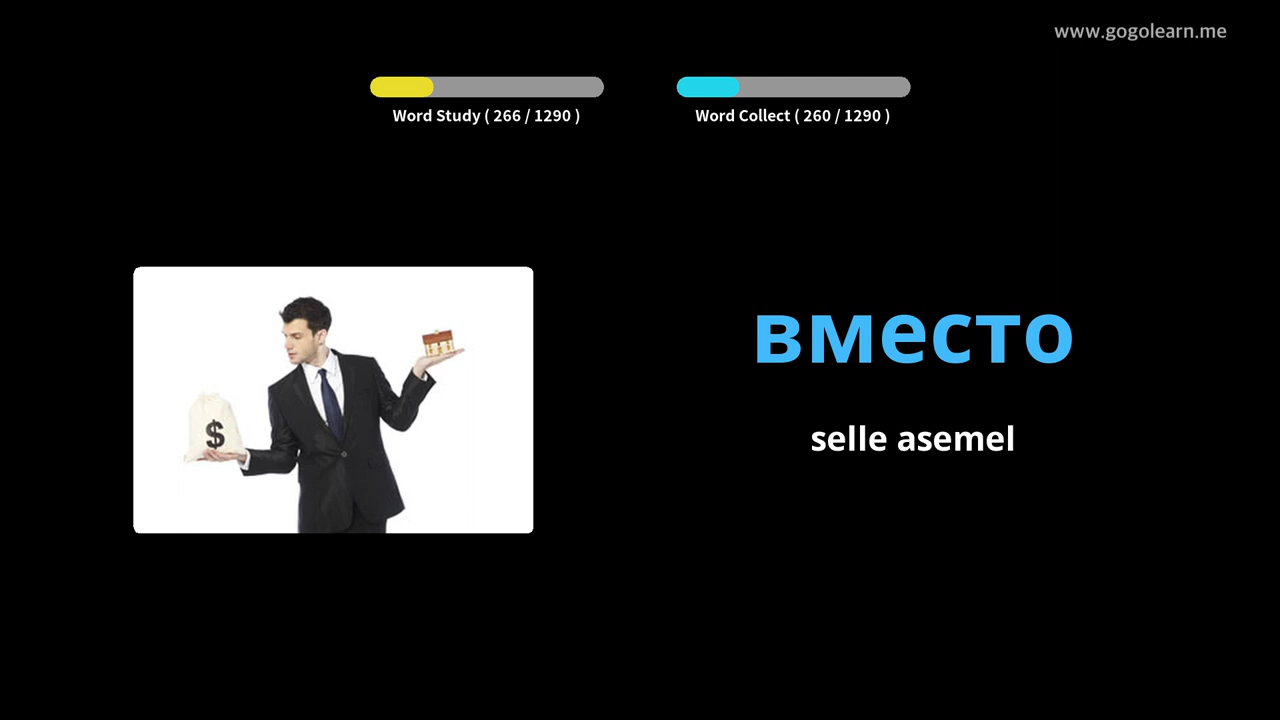 www.gogolearn.me
Word Study ( 266 / 1290 )
Word Collect ( 260 / 1290 )
$
вместо
selle asemel